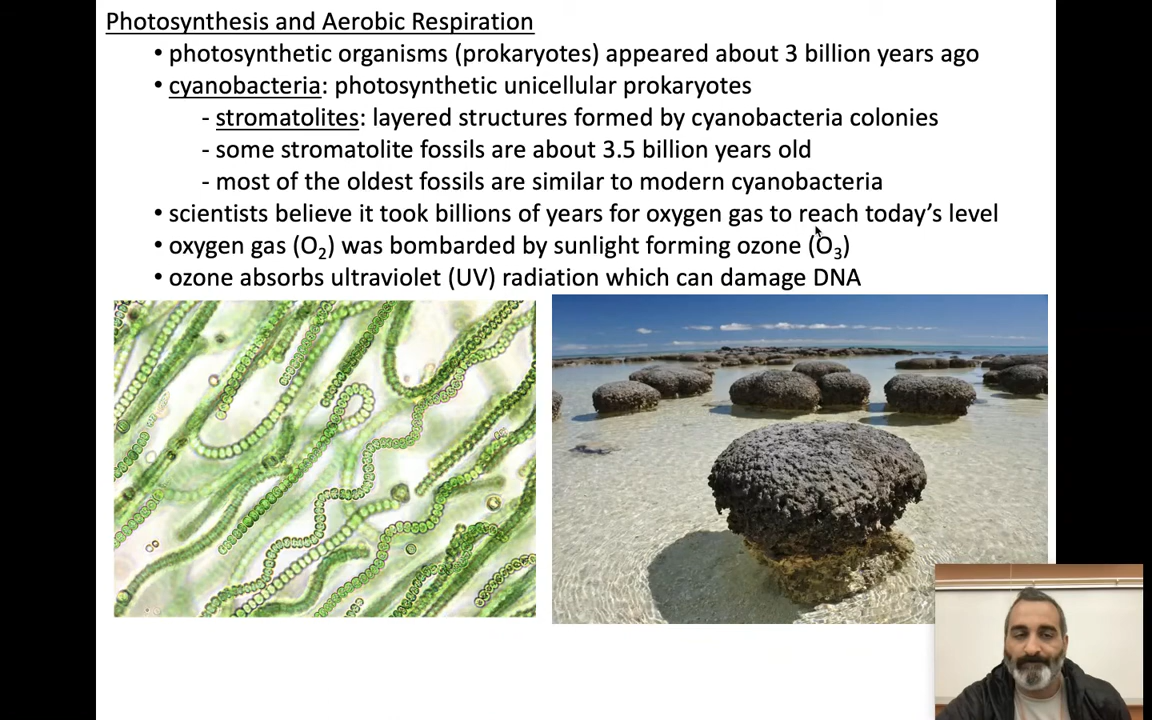 Photosynthesis and Aerobic Respiration
• photosynthetic organisms (prokaryotes) appeared about 3 billion years ago
• cyanobacteria: photosynthetic unicellular prokaryotes
- stromatolites: layered structures formed by cyanobacteria colonies
- some stromatolite fossils are about 3.5 billion years old
- most of the oldest fossils are similar to modern cyanobacteria
• scientists believe it took billions of years for oxygen gas to reach today’s level
• oxygen gas (O₂) was bombarded by sunlight forming ozone (O₃)
• ozone absorbs ultraviolet (UV) radiation which can damage DNA